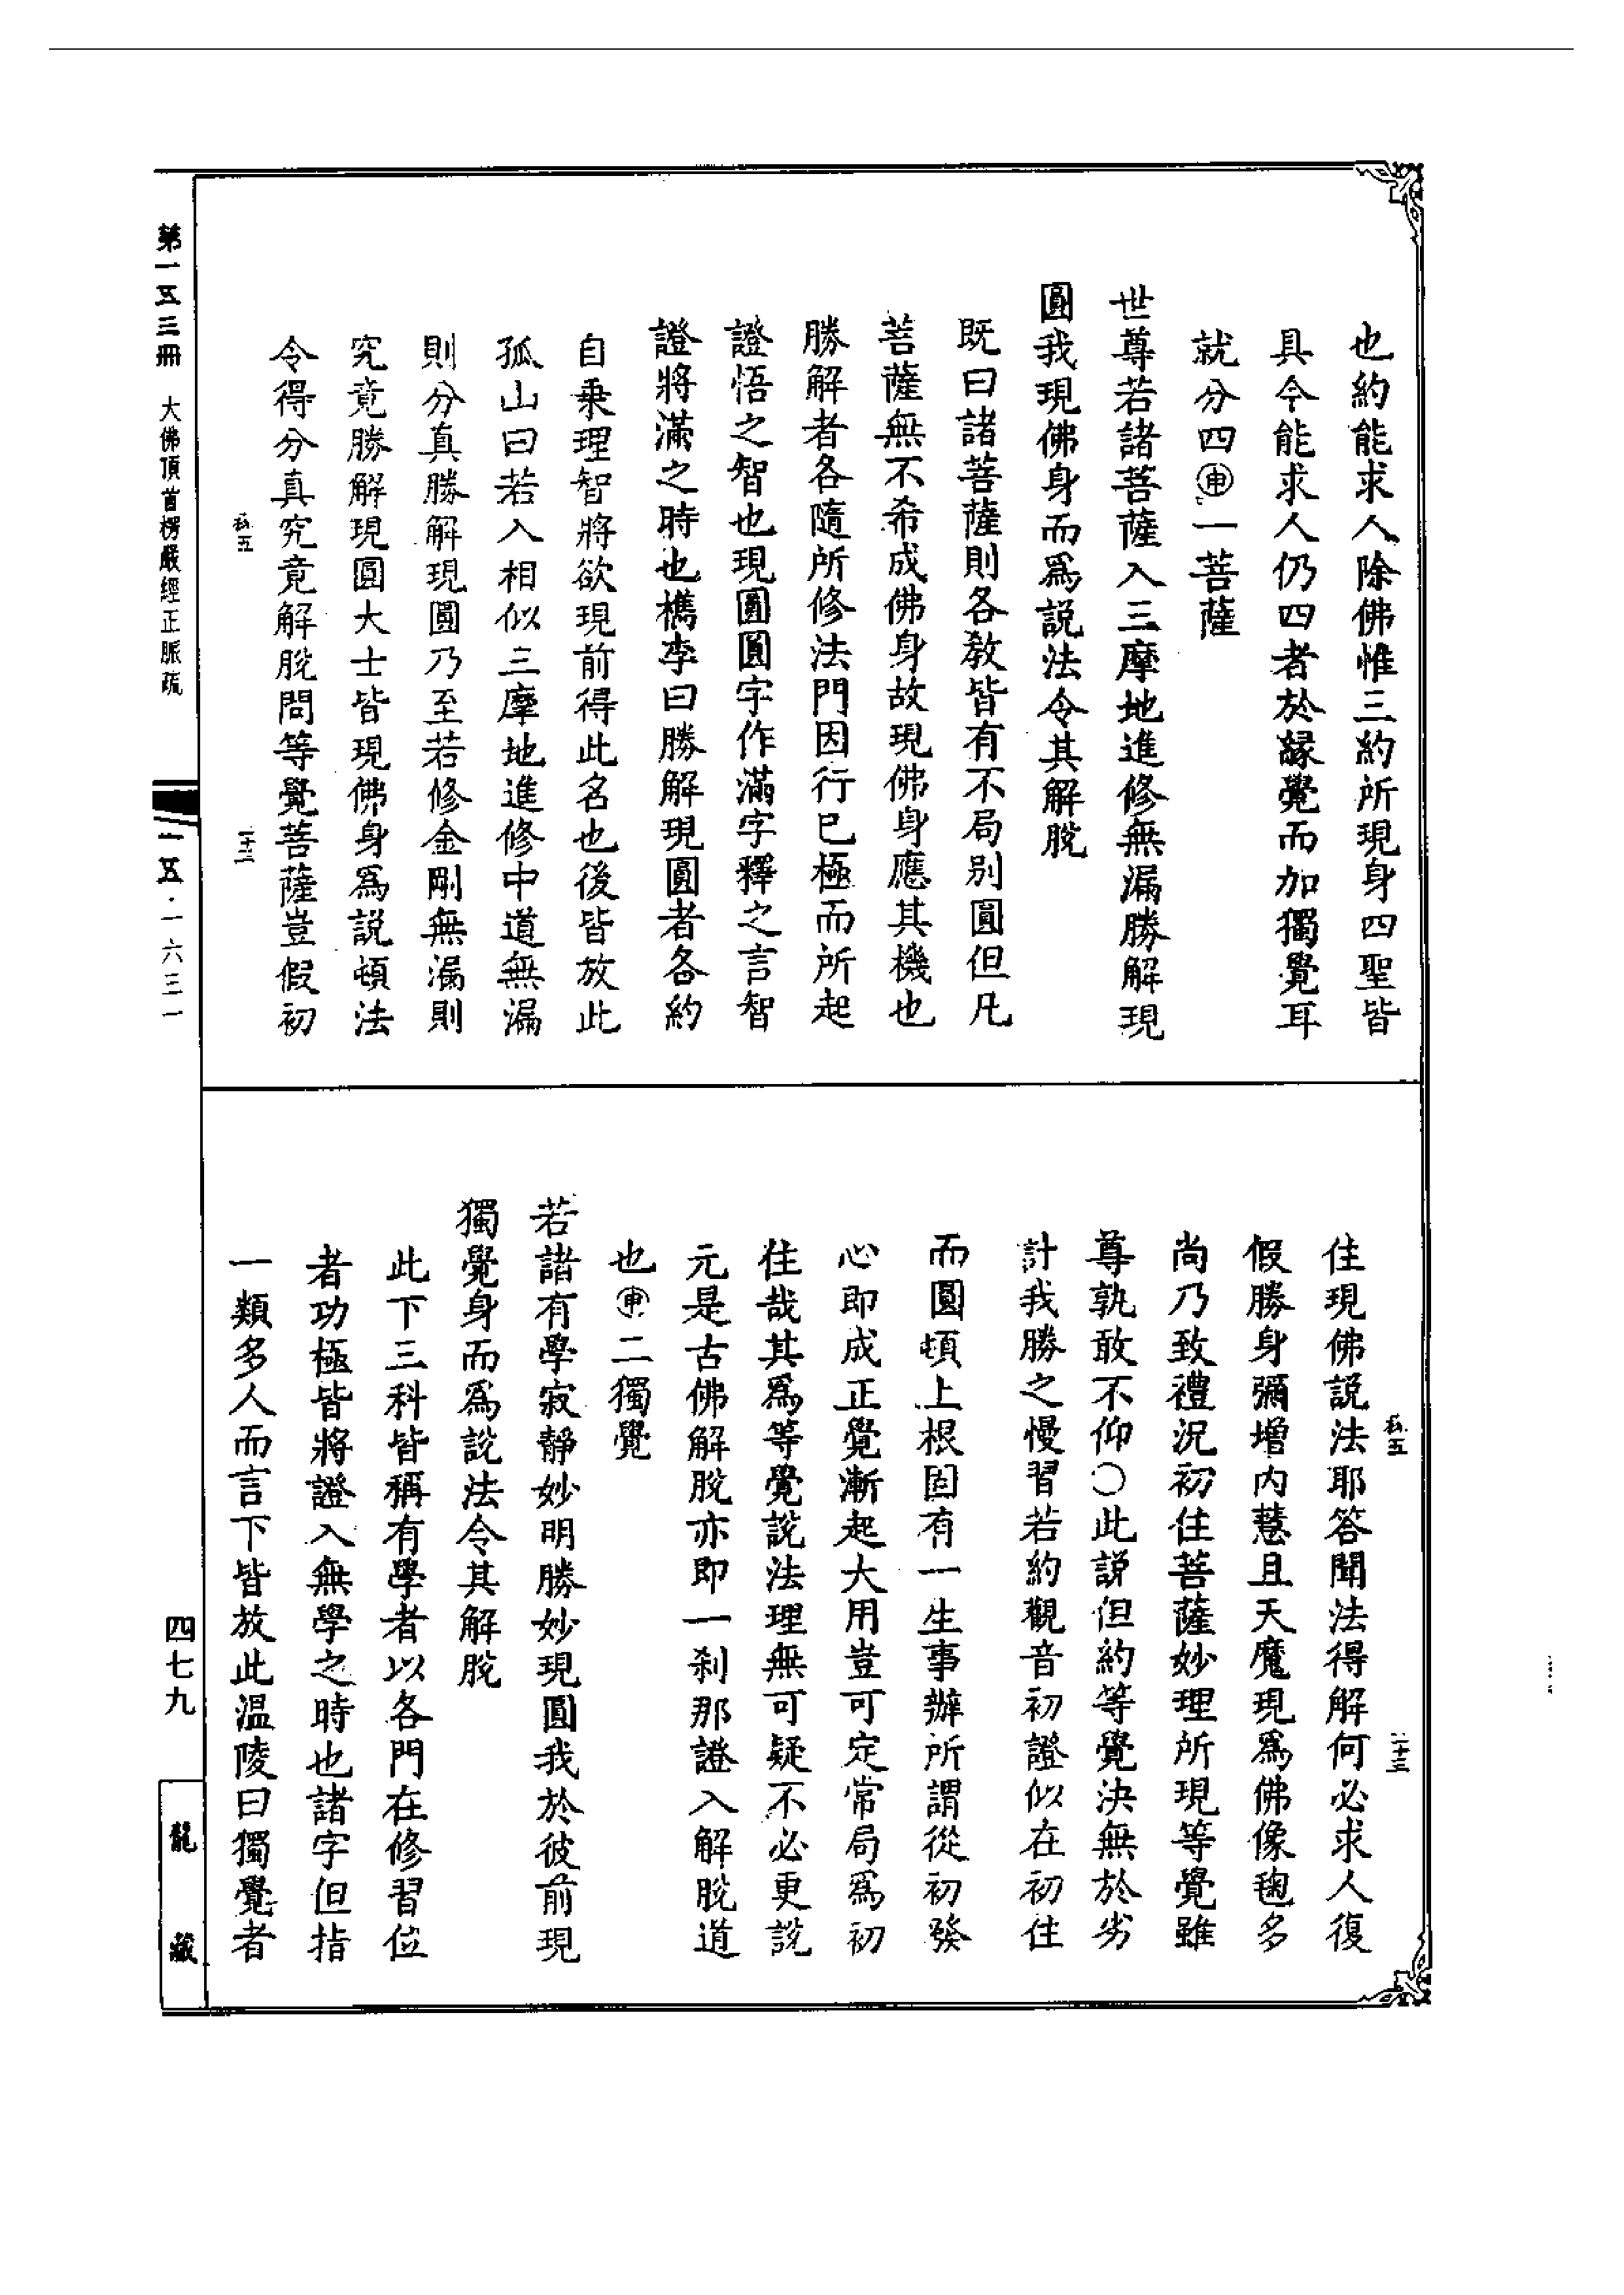 也約能求人除佛惟三約所現身四聖皆
具今能求人仍四者於緣覺而加獨覺耳
就分四㊥一菩薩
世尊若諸菩薩入三摩地進修無漏勝解現
圓我現佛身而爲說法令其解脫
既曰諸菩薩則各教皆有不局別圓但凡
菩薩無不希成佛身故現佛身應其機也
勝解者各隨所修法門因行已極而所起
證悟之智也現圓圓字作滿字釋之言智
證將滿之時也檇李曰勝解現圓者各約
自乗理智將欲現前得此名也後皆放此
孤山曰若入相似三摩地進修中道無漏
則分真勝解現圓乃至若修金剛無漏則
究竟勝解現圓大士皆現佛身爲說頓法
令得分真究竟解脫問等覺菩薩豈假初
住現佛說法耶答聞法得解何必求人復
假勝身彌增內慧且天魔現爲佛像毱多
尚乃致禮況初住菩薩妙理所現等覺雖
尊孰敢不仰○此說但約等覺決無於劣
計我勝之慢習若約觀音初證似在初住
而圓頓上根固有一生事辦所謂從初發
心即成正覺漸起大用豈可定常局爲初
住哉其爲等覺說法理無可疑不必更說
元是古佛解脫亦即一刹那證入解脫道
也㊥二獨覺
若諸有學寂靜妙明勝妙現圓我於彼前現
獨覺身而爲說法令其解脫
此下三科皆稱有學者以各門在修習位
者功極皆將證入無學之時也諸字但指
一類多人而言下皆放此溫陵曰獨覺者
第一五三冊 大佛頂首楞嚴經正脈疏
一五·一六三一
四七九
龍藏